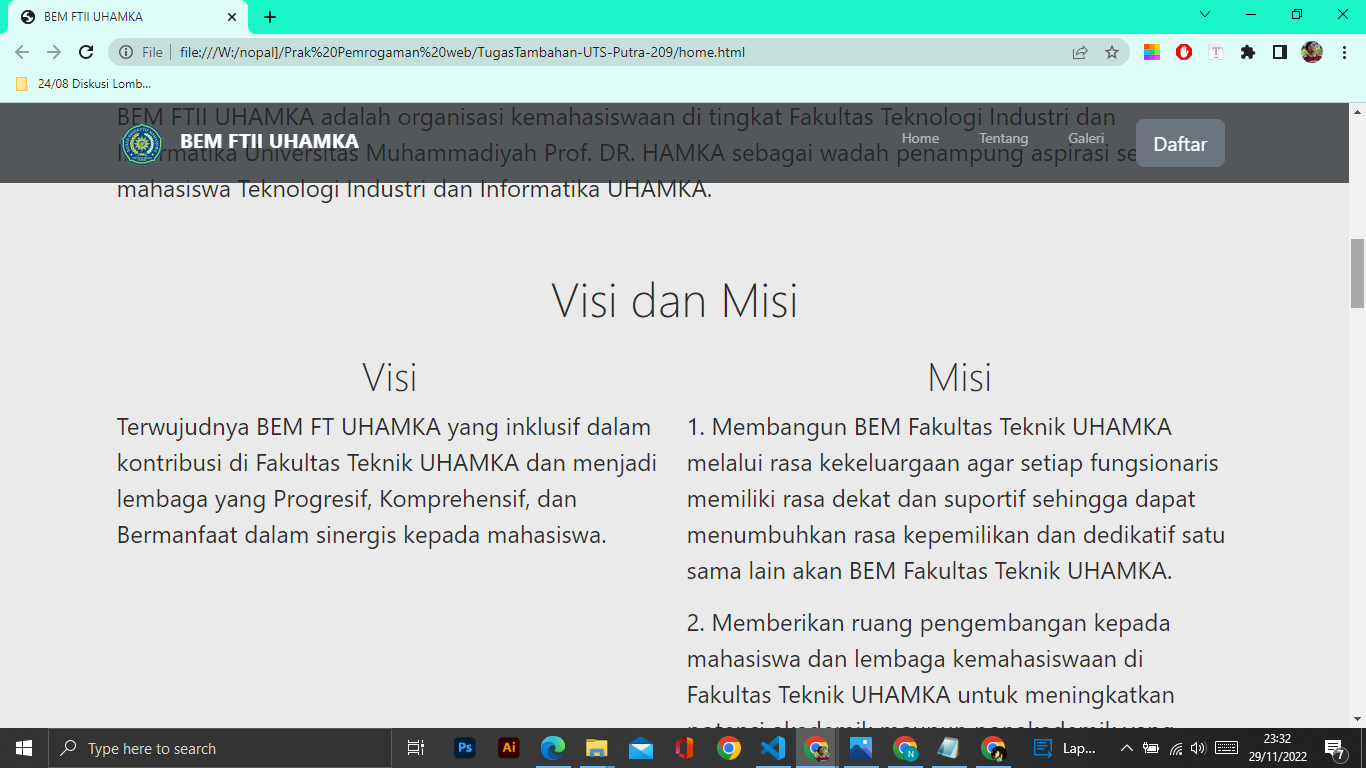 BEM FTII UHAMKA
File
file:///W:/nopal]/Prak%20Pemrogaman%20web/TugasTambahan-UTS-Putra-209/home.html
24/08 Diskusi Lomb...
BEM FTII UHAMKA adalah organisasi kemahasiswaan di tingkat Fakultas Teknologi Industri dan
BEM FTII UHAMKA
Home
Tentang
Galeri
Daftar
Universitas Muhammadiyah Prof. DR. HAMKA sebagai wadah penampung aspirasi
mahasiswa Teknologi Industri dan Informatika UHAMKA.
Visi dan Misi
Visi
Terwujudnya BEM FT UHAMKA yang inklusif dalam
kontribusi di Fakultas Teknik UHAMKA dan menjadi
lembaga yang Progresif, Komprehensif, dan
Bermanfaat dalam sinergis kepada mahasiswa.
Misi
1. Membangun BEM Fakultas Teknik UHAMKA
melalui rasa kekeluargaan agar setiap fungsionaris
memiliki rasa dekat dan suportif sehingga dapat
menumbuhkan rasa kepemilikan dan dedikatif satu
sama lain akan BEM Fakultas Teknik UHAMKA.
2. Memberikan ruang pengembangan kepada
mahasiswa dan lembaga kemahasiswaan di
Fakultas Teknik UHAMKA untuk meningkatkan
Type here to search
Ps
Ai
N
Lap...
23:32
29/11/2022
7